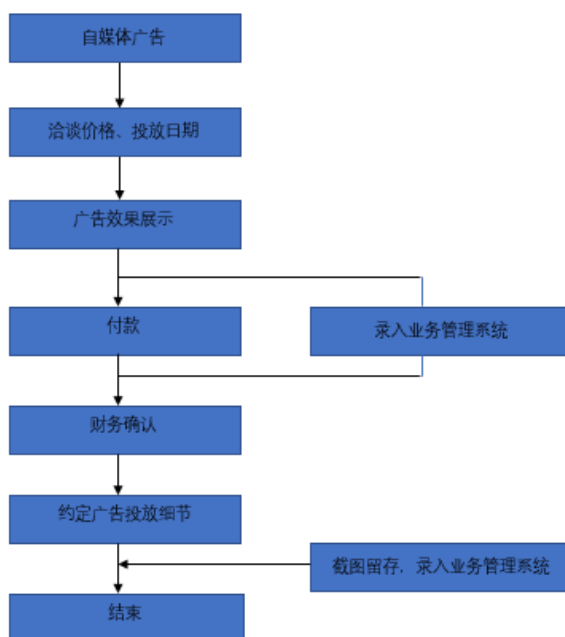 自媒体广告
洽谈价格、投放日期
广告效果展示
付款
录入业务管理系统
财务确认
约定广告投放细节
截图留存，录入业务管理系统
结束